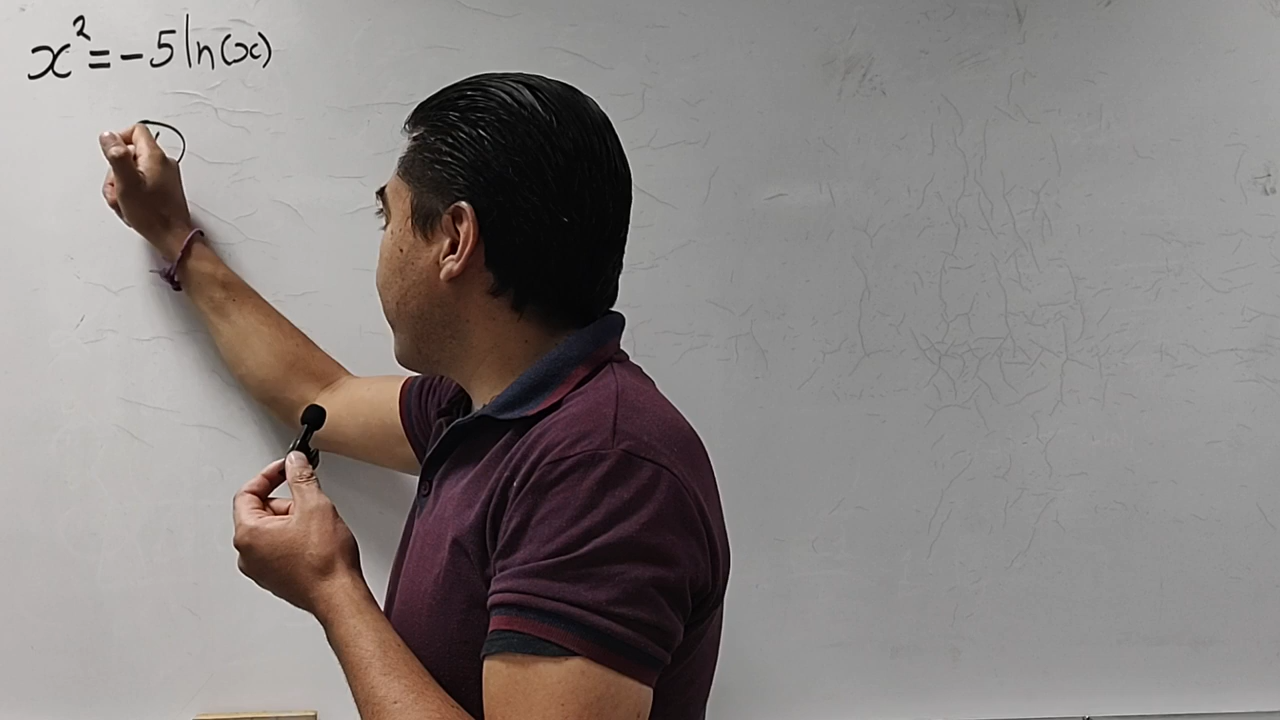 x² = -5 ln(x)